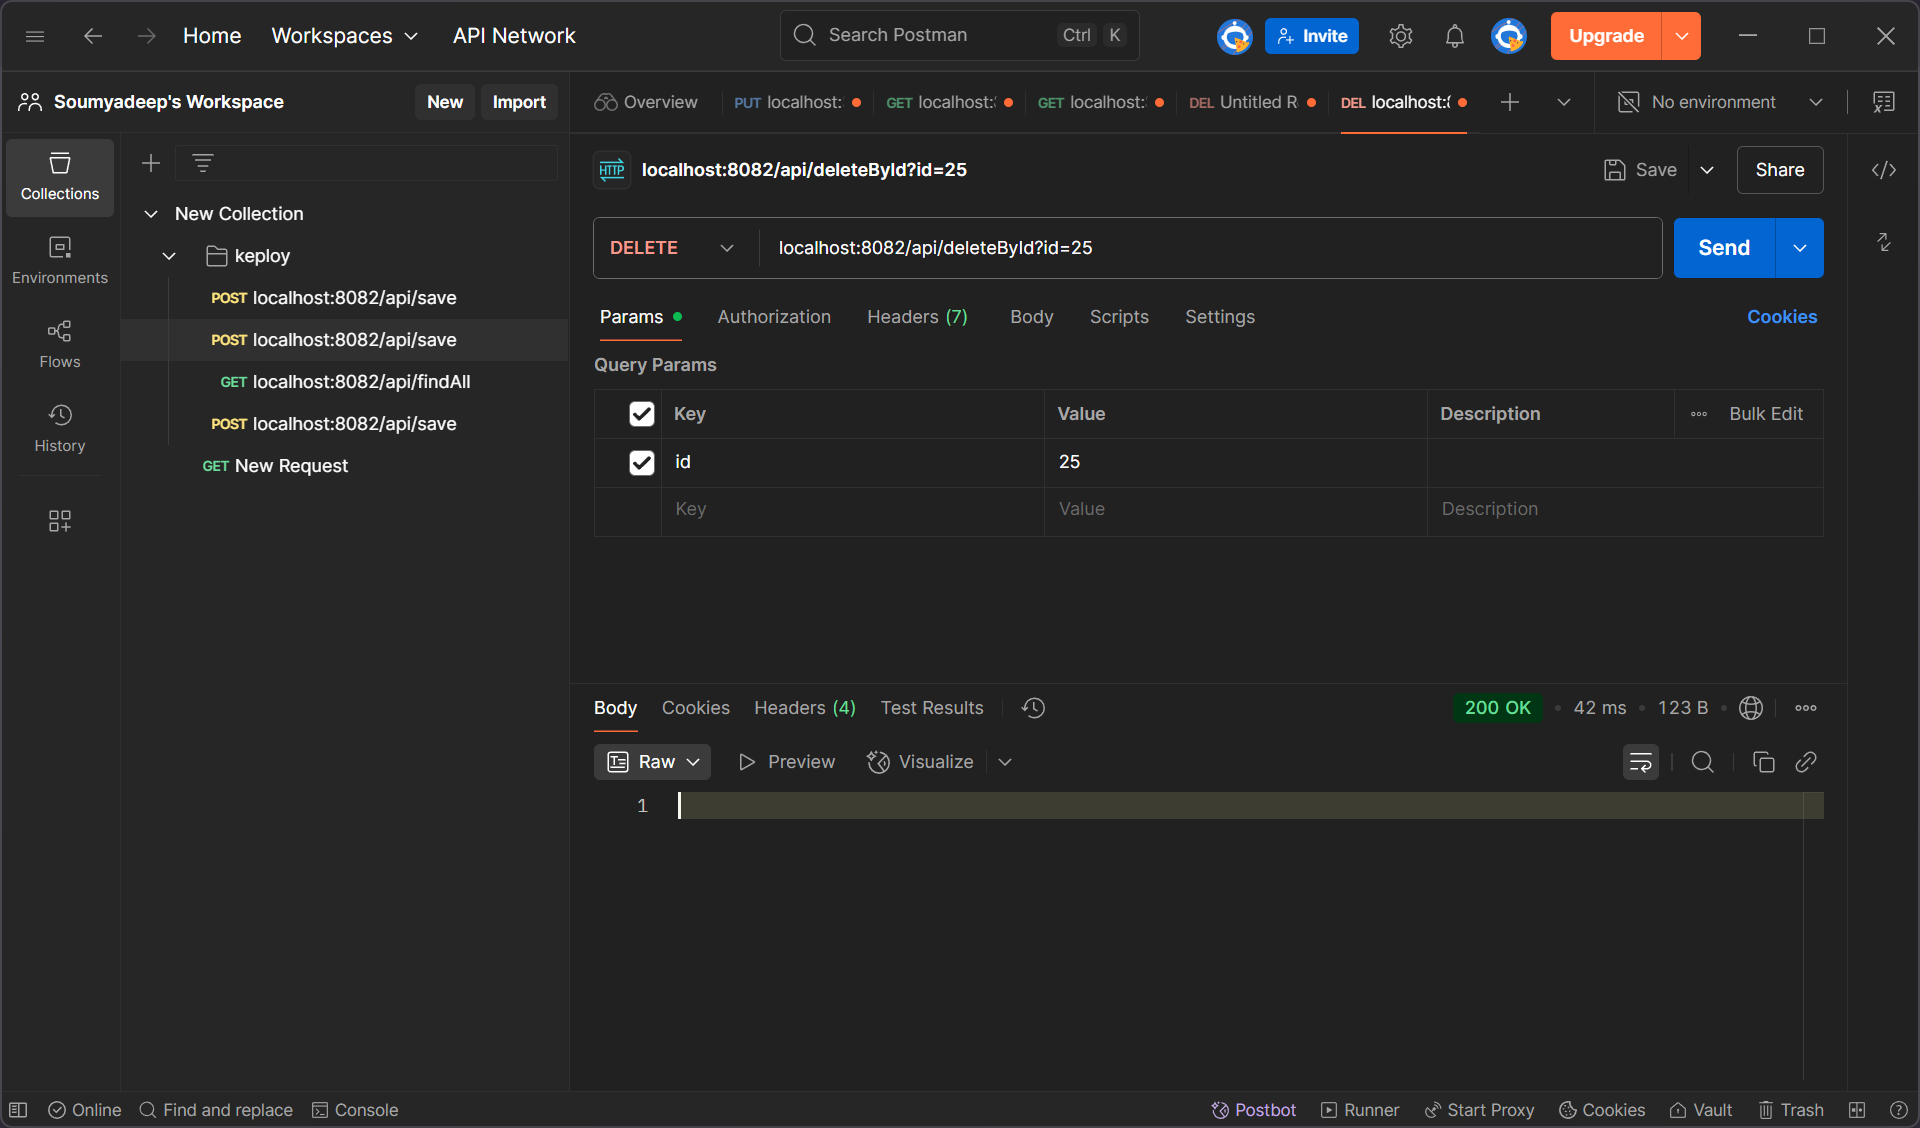 Home Workspaces API Network Search Postman Ctrl K Invite Upgrade
Soumyadeep's Workspace New Import Overview PUT localhost: GET localhost: GET localhost: DEL Untitled R DEL localhost: No environment
Collections
Environments
Flows
History
New Collection
keploy
POST localhost:8082/api/save
POST localhost:8082/api/save
GET localhost:8082/api/findAll
POST localhost:8082/api/save
GET New Request
HTTP localhost:8082/api/deleteById?id=25 Save Share
DELETE localhost:8082/api/deleteById?id=25 Send
Params Authorization Headers (7) Body Scripts Settings Cookies
Query Params
Key Value Description Bulk Edit
id 25
Key Value Description
Body Cookies Headers (4) Test Results 200 OK 42 ms 123 B
Raw Preview Visualize
1
Online Find and replace Console Postbot Runner Start Proxy Cookies Vault Trash